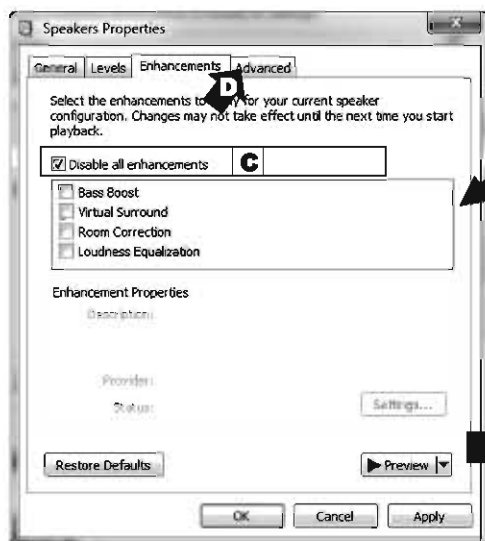 Speakers Properties
General Levels Enhancements Advanced
D
Select the enhancements to for your current speaker
configuration. Changes may not take effect until the next time you start
playback.
Disable all enhancements C
Bass Boost
Virtual Surround
Room Correction
Loudness Equalization
Enhancement Properties
Description:
Provider:
Status: Settings...
Restore Defaults Preview
OK Cancel Apply